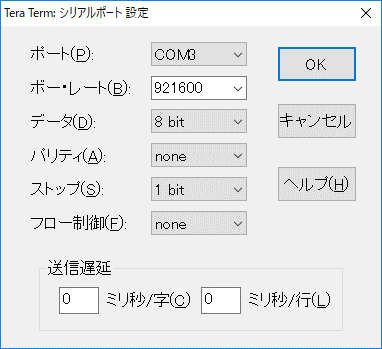 Tera Term: シリアルポート 設定
ポート(P): COM3 OK
ボー・レート(B): 921600
データ(D): 8 bit キャンセル
パリティ(A): none
ストップ(S): 1 bit ヘルプ(H)
フロー制御(F): none
送信遅延
0 ミリ秒/字(C) 0 ミリ秒/行(L)